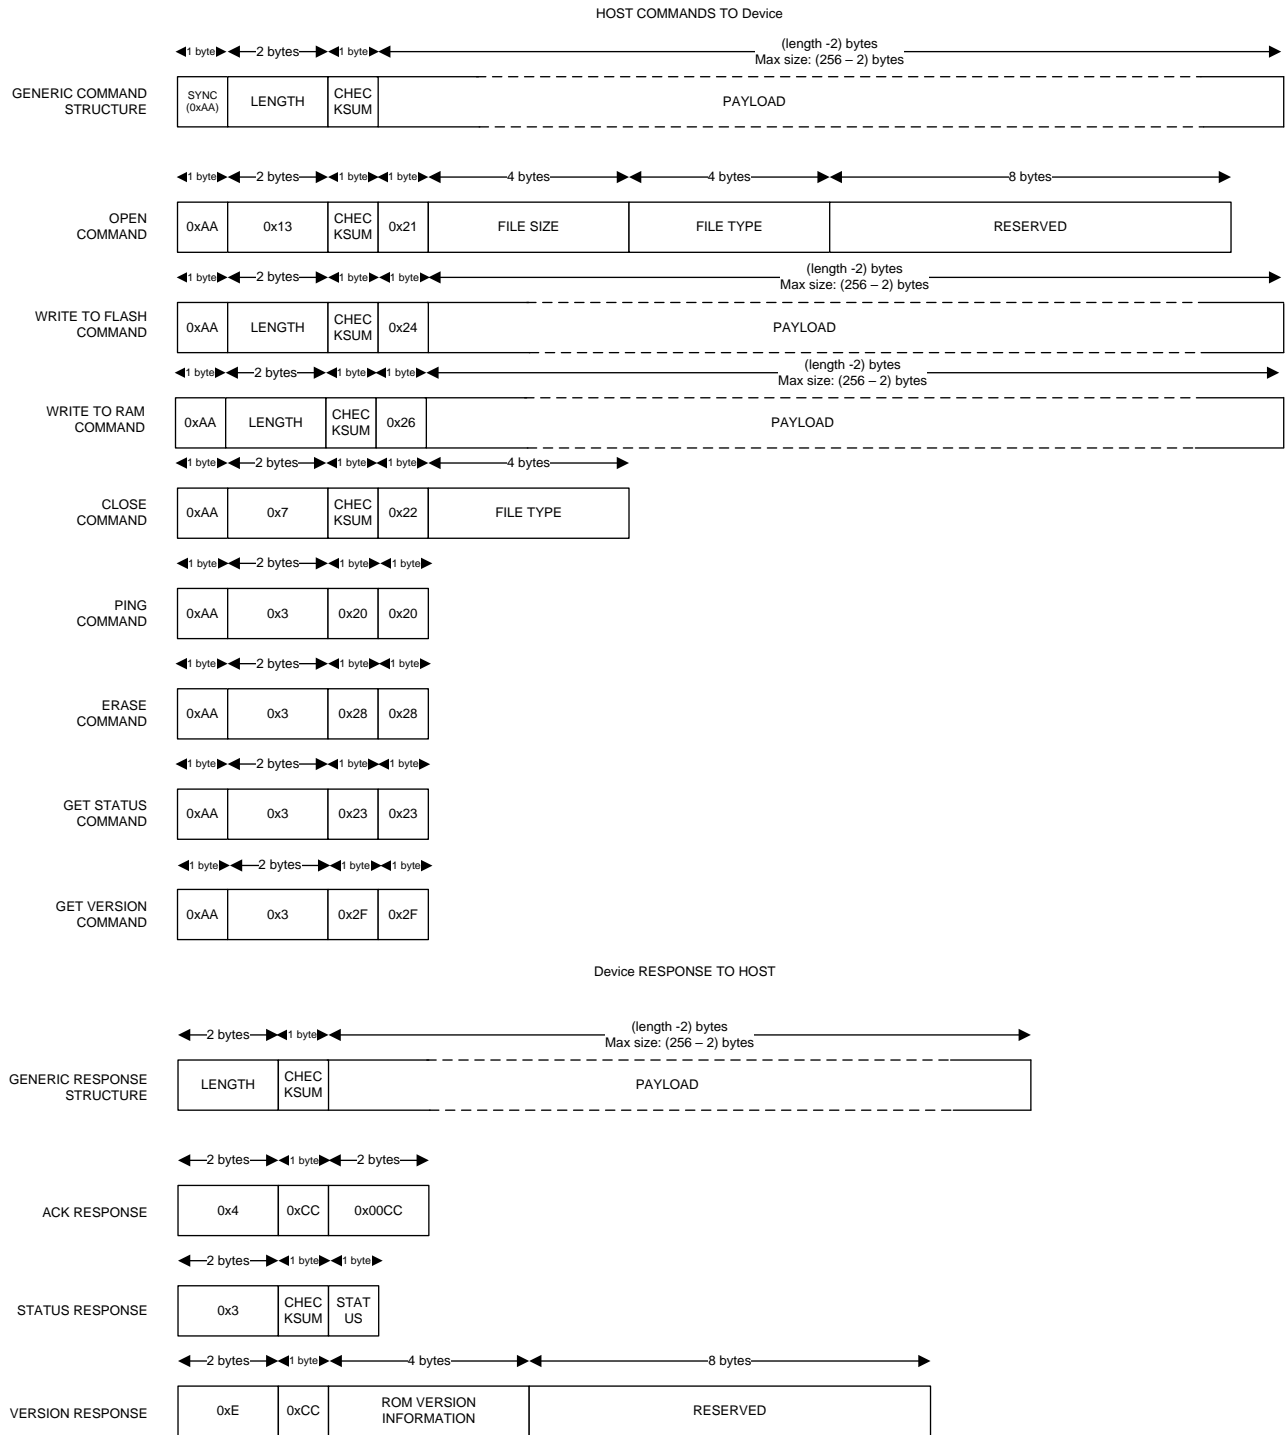 HOST COMMANDS TO Device
1 byte 2 bytes 1 byte (length -2) bytes
Max size: (256 – 2) bytes
GENERIC COMMAND
STRUCTURE
SYNC
(0xAA)
LENGTH
CHEC
KSUM
PAYLOAD
1 byte 2 bytes 1 byte 1 byte 4 bytes 4 bytes 8 bytes
OPEN
COMMAND
0xAA
0x13
CHEC
KSUM
0x21
FILE SIZE
FILE TYPE
RESERVED
1 byte 2 bytes 1 byte 1 byte (length -2) bytes
Max size: (256 – 2) bytes
WRITE TO FLASH
COMMAND
0xAA
LENGTH
CHEC
KSUM
0x24
PAYLOAD
1 byte 2 bytes 1 byte 1 byte (length -2) bytes
Max size: (256 – 2) bytes
WRITE TO RAM
COMMAND
0xAA
LENGTH
CHEC
KSUM
0x26
PAYLOAD
1 byte 2 bytes 1 byte 1 byte 4 bytes
CLOSE
COMMAND
0xAA
0x7
CHEC
KSUM
0x22
FILE TYPE
1 byte 2 bytes 1 byte 1 byte
PING
COMMAND
0xAA
0x3
0x20
0x20
1 byte 2 bytes 1 byte 1 byte
ERASE
COMMAND
0xAA
0x3
0x28
0x28
1 byte 2 bytes 1 byte 1 byte
GET STATUS
COMMAND
0xAA
0x3
0x23
0x23
1 byte 2 bytes 1 byte 1 byte
GET VERSION
COMMAND
0xAA
0x3
0x2F
0x2F
Device RESPONSE TO HOST
2 bytes 1 byte (length -2) bytes
Max size: (256 – 2) bytes
GENERIC RESPONSE
STRUCTURE
LENGTH
CHEC
KSUM
PAYLOAD
2 bytes 1 byte 2 bytes
ACK RESPONSE
0x4
0xCC
0x00CC
2 bytes 1 byte 1 byte
STATUS RESPONSE
0x3
CHEC
KSUM
STAT
US
2 bytes 1 byte 4 bytes 8 bytes
VERSION RESPONSE
0xE
0xCC
ROM VERSION
INFORMATION
RESERVED